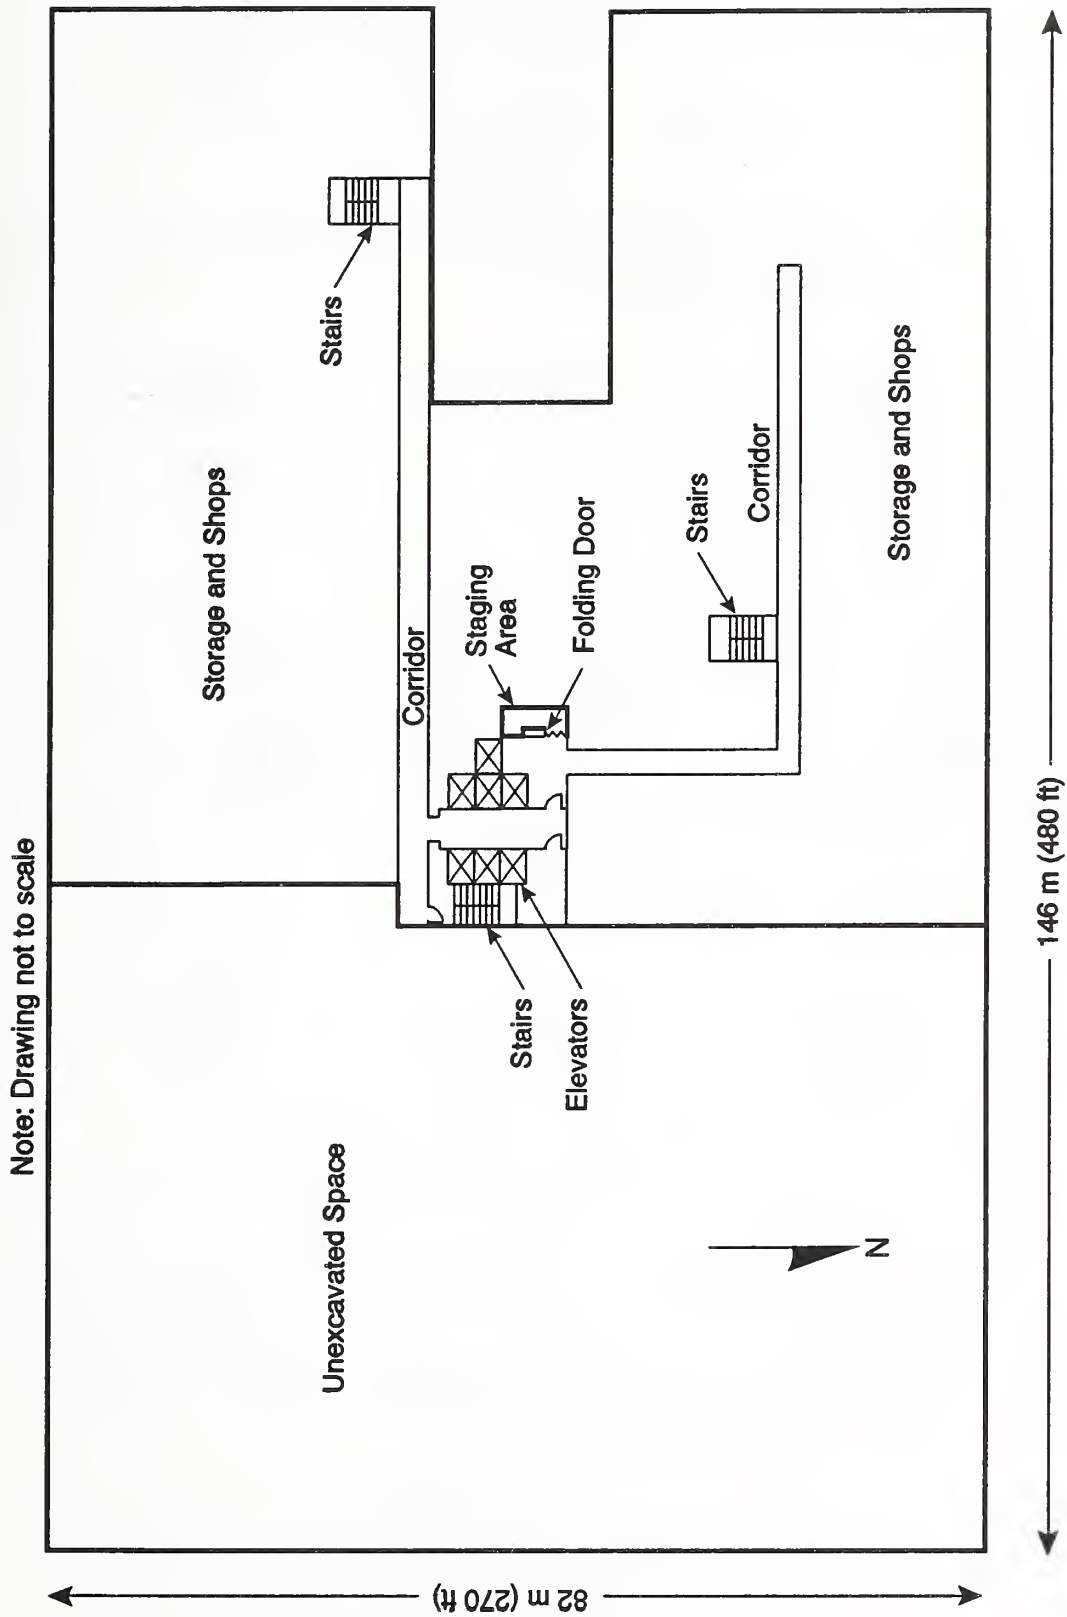 Note: Drawing not to scale
Storage and Shops
Stairs
Corridor
Staging
Area
Folding Door
Stairs
Corridor
Storage and Shops
Stairs
Elevators
Unexcavated Space
N
146 m (480 ft)
82 m (270 ft)